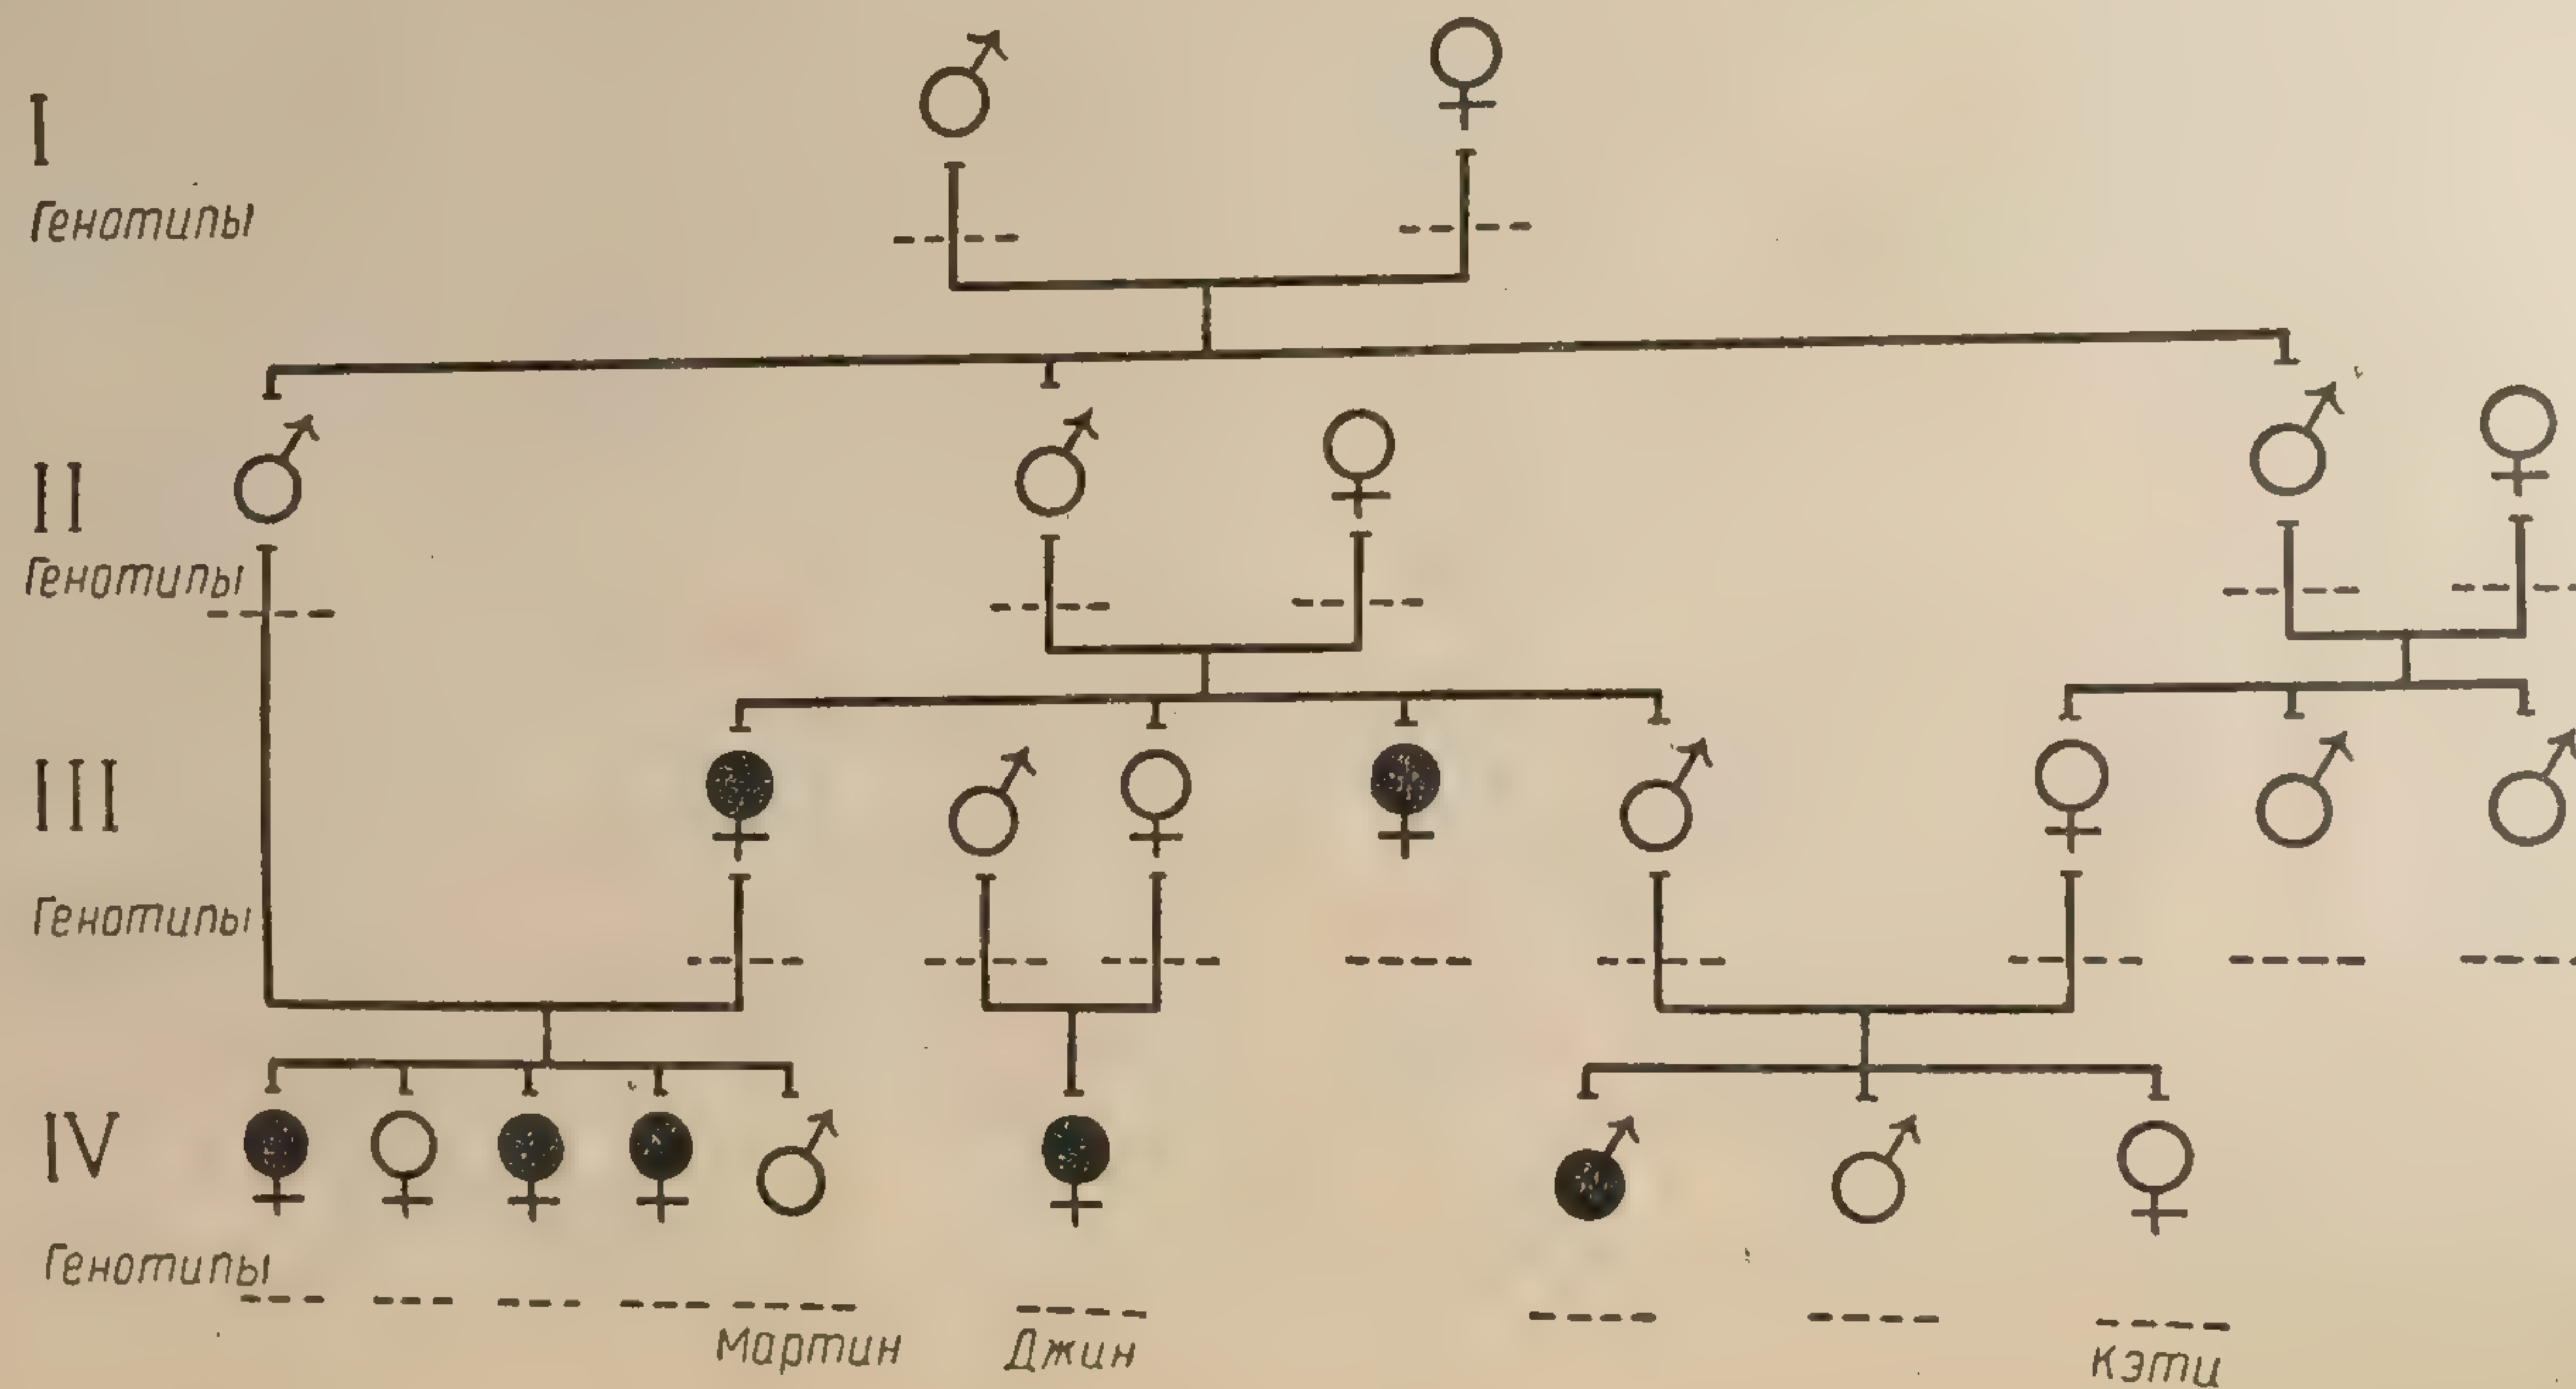 I
Генотипы
II
Генотипы
III
Генотипы
IV
Генотипы
Мартин Джин Кэти